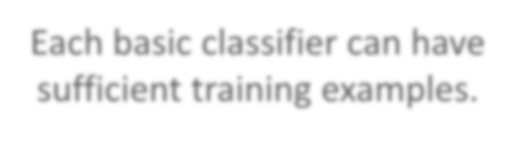 Each basic classifier can have
sufficient training examples.